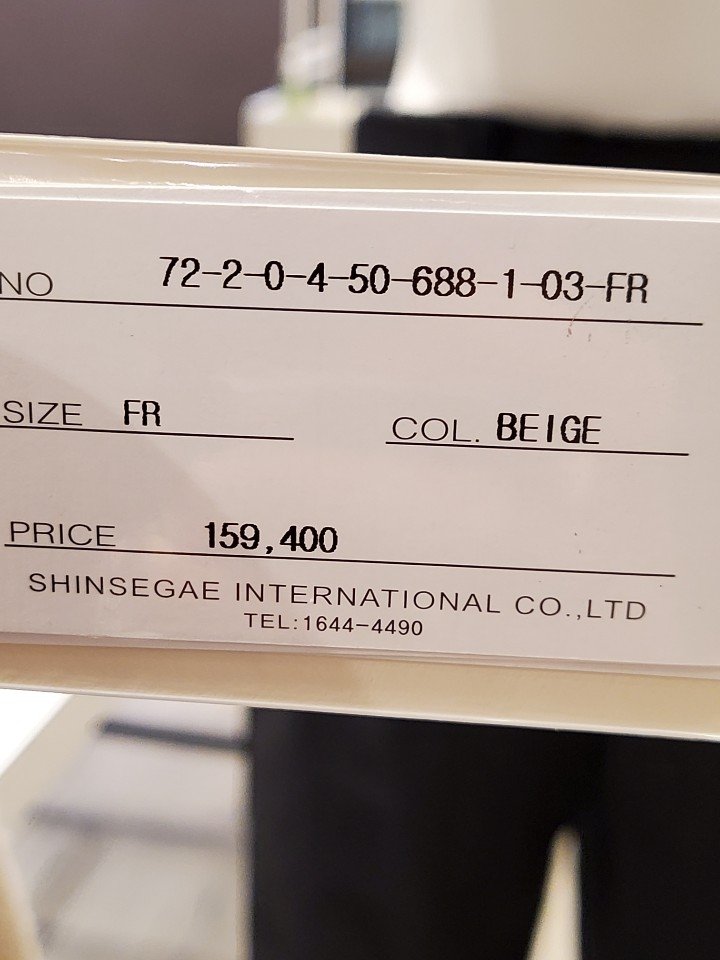 NO 72-2-0-4-50-688-1-03-FR
SIZE FR COL. BEIGE
PRICE 159,400
SHINSEGAE INTERNATIONAL CO.,LTD
TEL:1644-4490